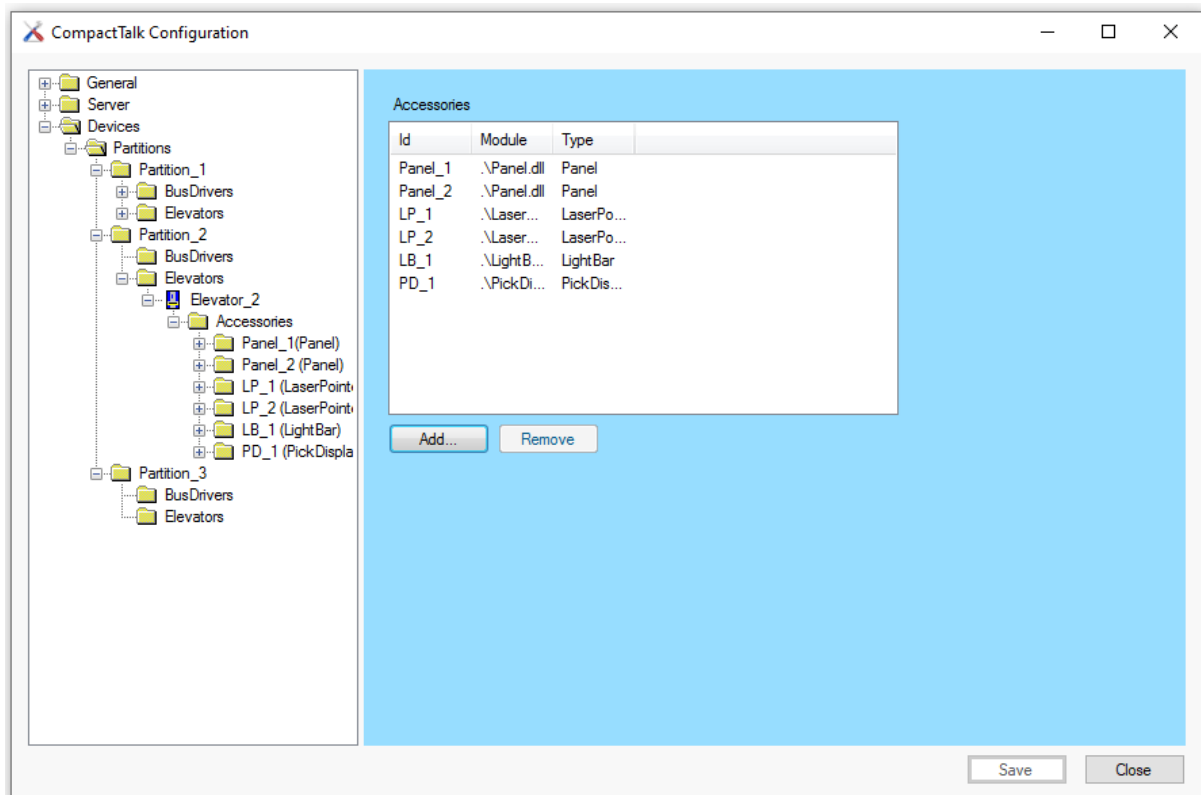 CompactTalk Configuration
General
Server
Devices
Partitions
Partition_1
BusDrivers
Elevators
Partition_2
BusDrivers
Elevators
Elevator_2
Accessories
Panel_1(Panel)
Panel_2 (Panel)
LP_1 (LaserPoint
LP_2 (LaserPoint
LB_1 (LightBar)
PD_1 (PickDispla
Partition_3
BusDrivers
Elevators
Accessories
Id Module Type
Panel_1 .\Panel.dll Panel
Panel_2 .\Panel.dll Panel
LP_1 .\Laser... LaserPo...
LP_2 .\Laser... LaserPo...
LB_1 .\LightB... LightBar
PD_1 .\PickDi... PickDis...
Add... Remove
Save Close